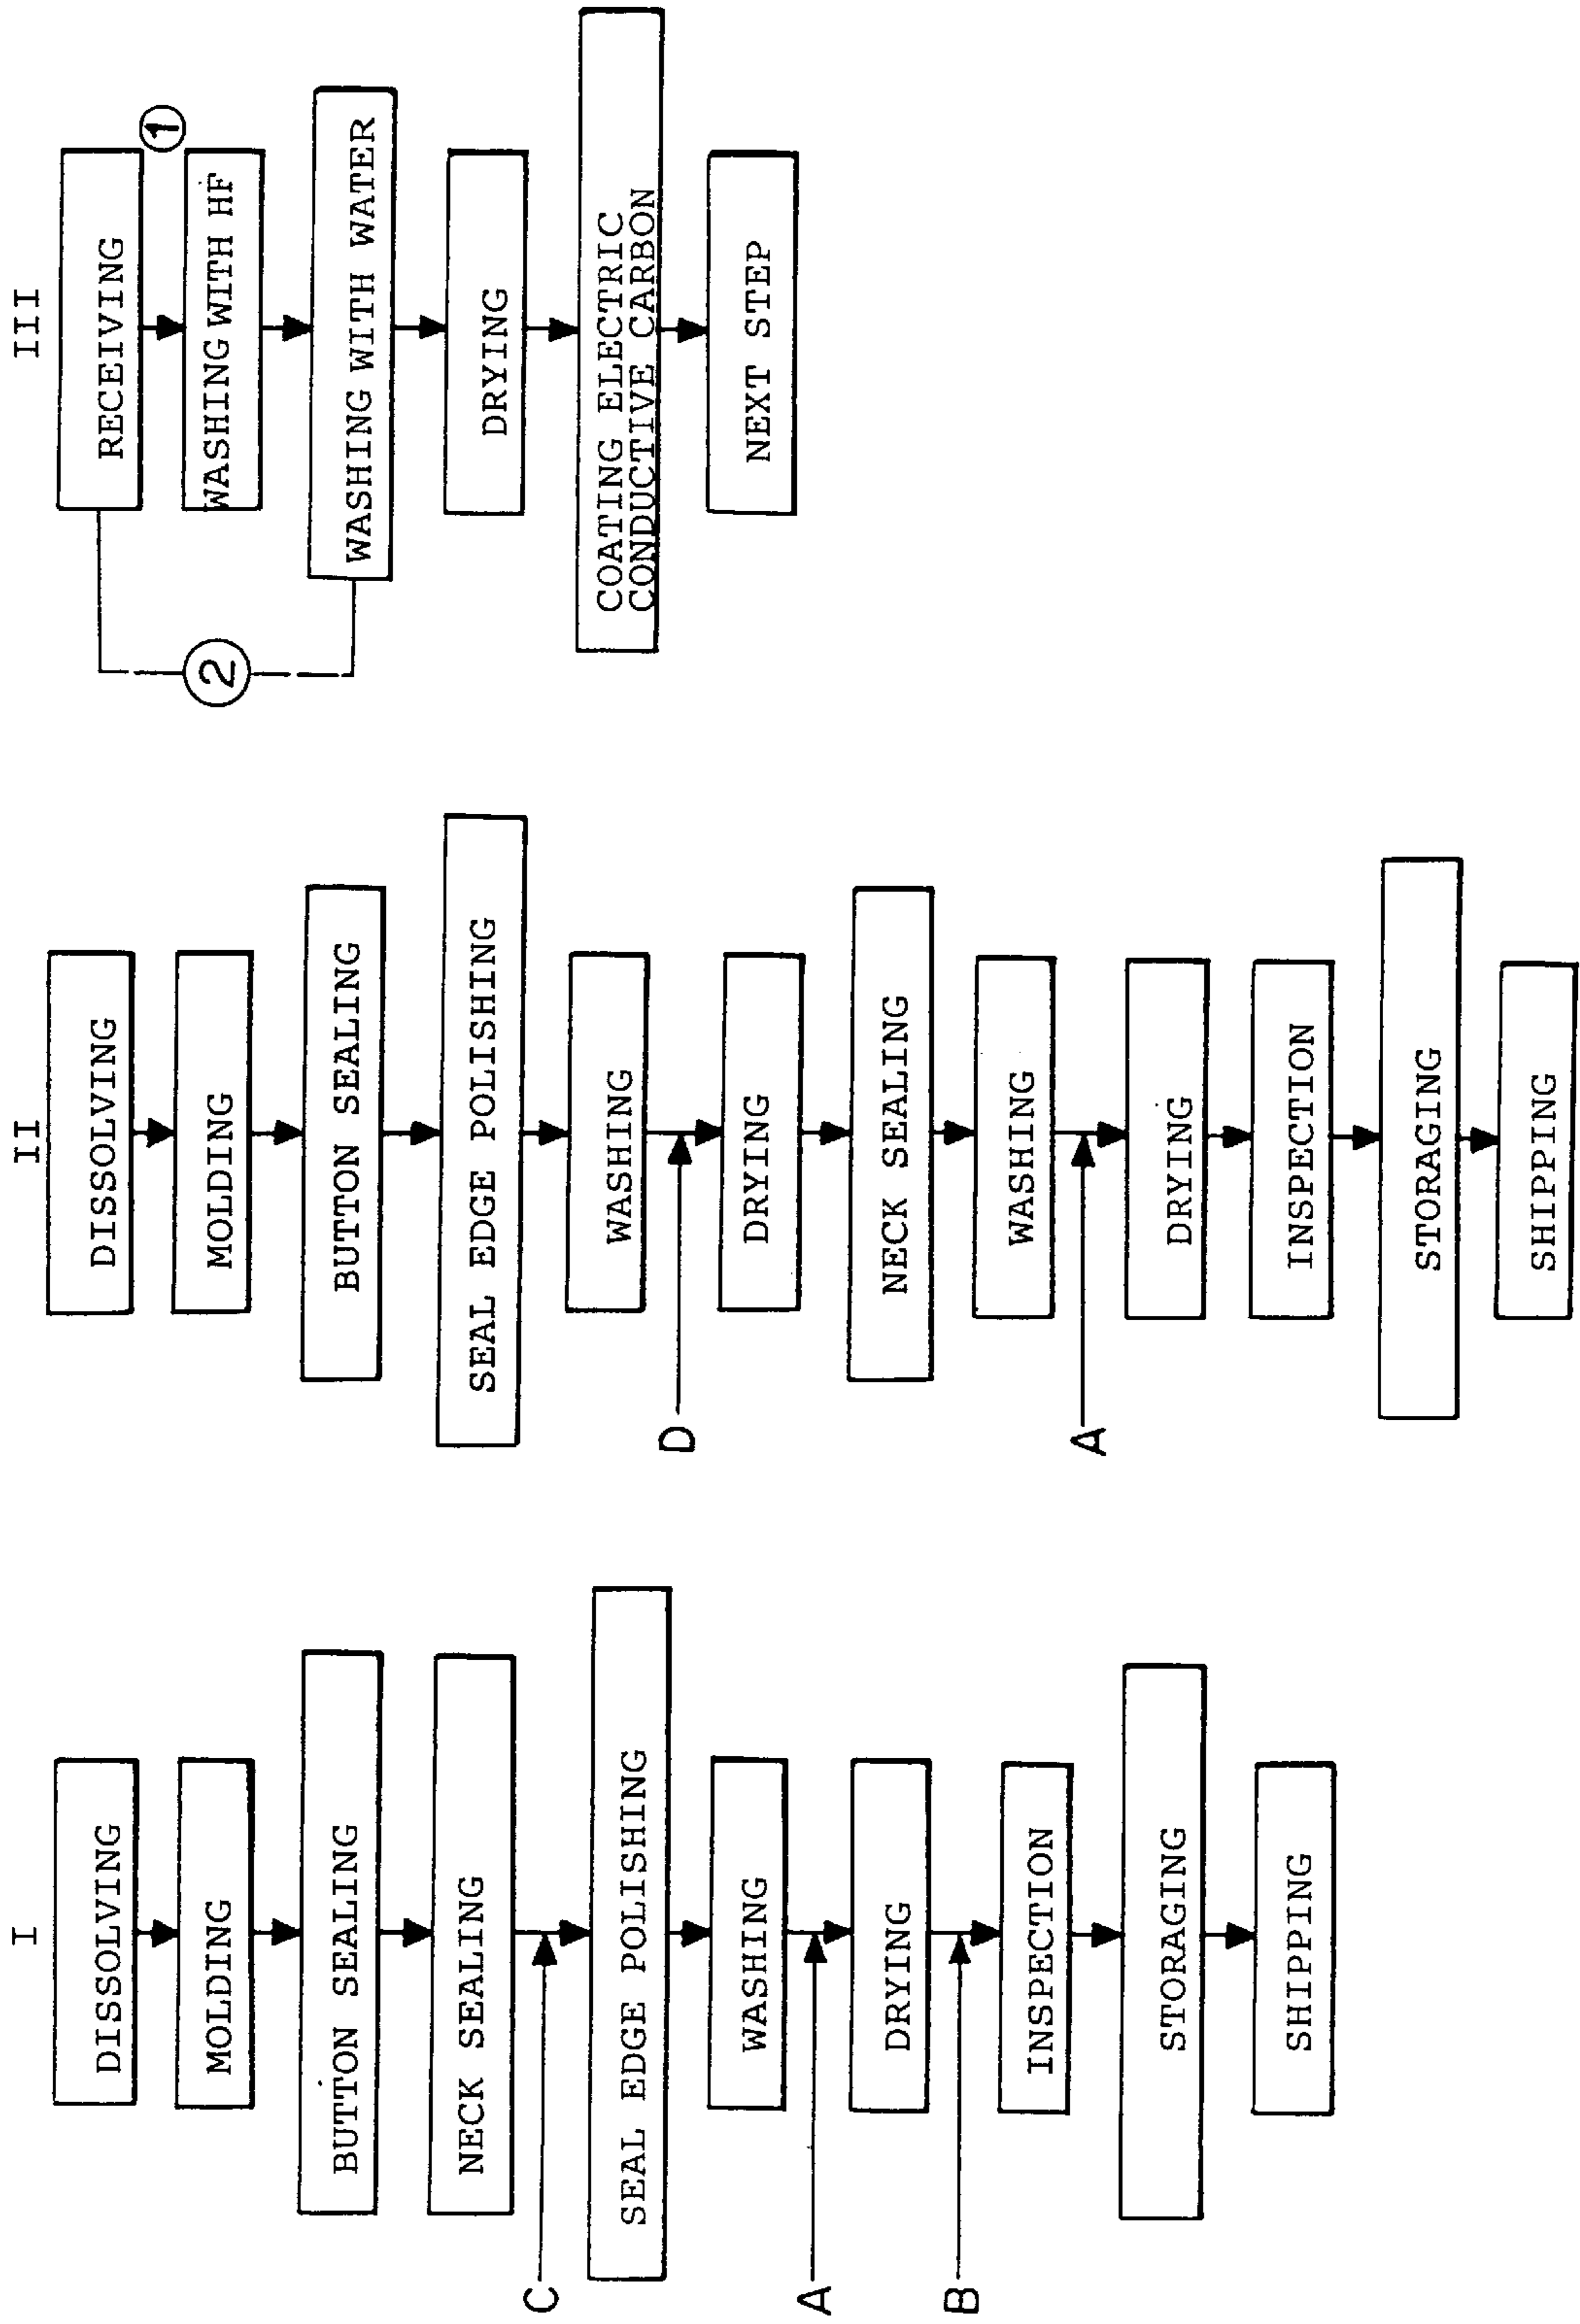 I
DISSOLVING
MOLDING
BUTTON SEALING
NECK SEALING
C
SEAL EDGE POLISHING
WASHING
A
DRYING
B
INSPECTION
STORAGING
SHIPPING
II
DISSOLVING
MOLDING
BUTTON SEALING
SEAL EDGE POLISHING
WASHING
D
DRYING
NECK SEALING
WASHING
A
DRYING
INSPECTION
STORAGING
SHIPPING
III
RECEIVING
①
WASHING WITH HF
②
WASHING WITH WATER
DRYING
COATING ELECTRIC
CONDUCTIVE CARBON
NEXT STEP